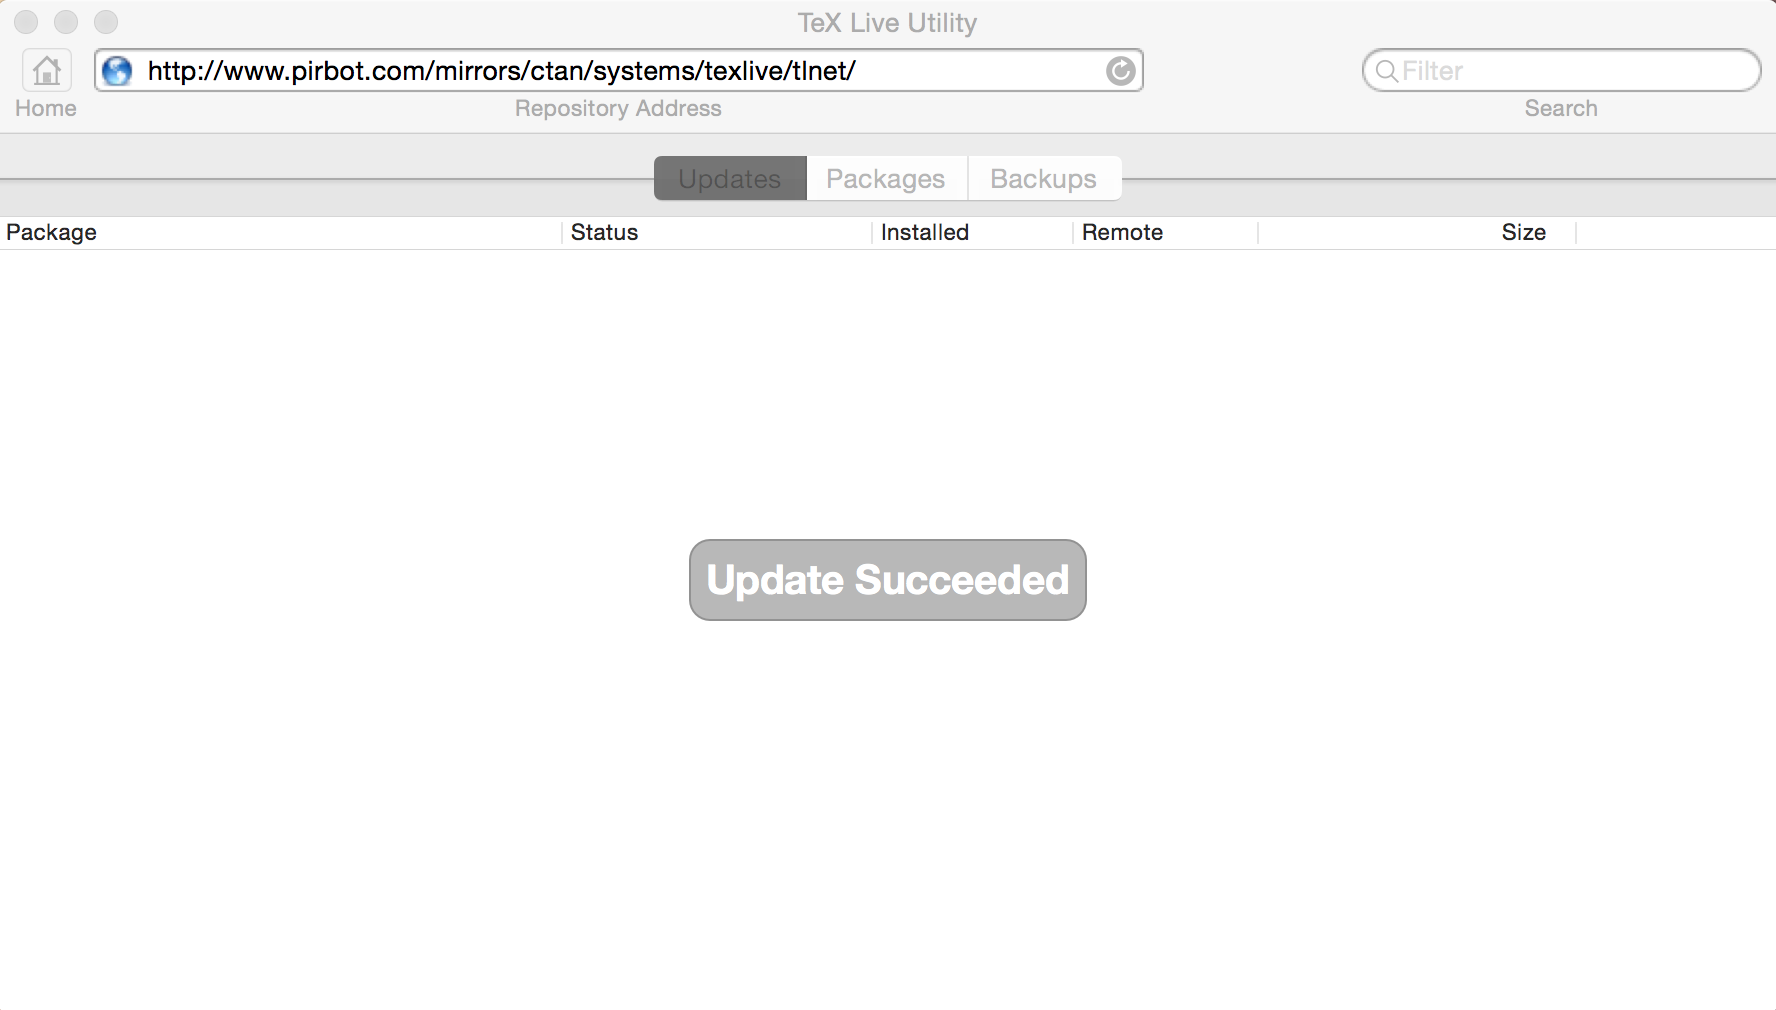 TeX Live Utility
http://www.pirbot.com/mirrors/ctan/systems/texlive/tlnet/
Filter
Home
Repository Address
Search
Updates
Packages
Backups
Package
Status
Installed
Remote
Size
Update Succeeded